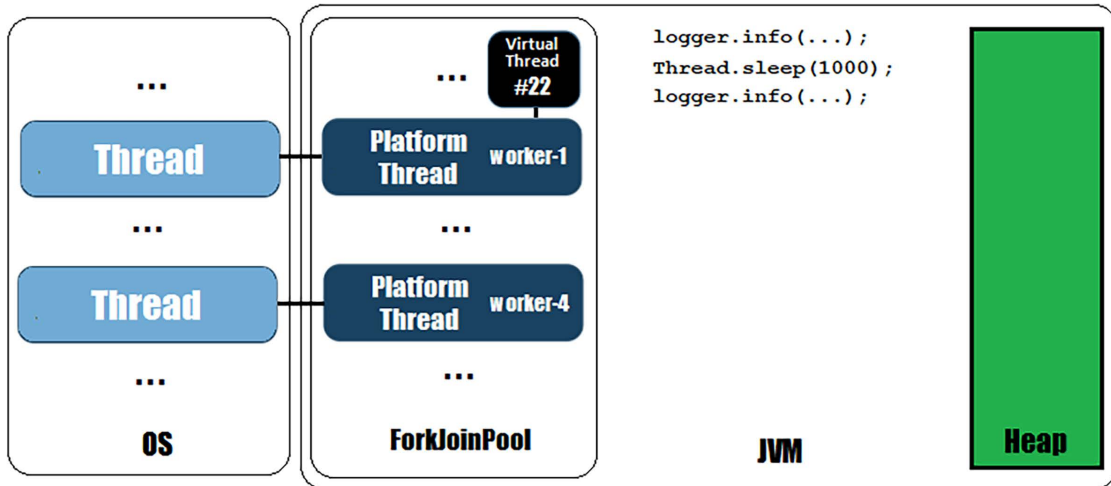 ...
Thread
...
Thread
...
OS
...
Virtual
Thread
#22
Platform
Thread
worker-1
...
Platform
Thread
worker-4
...
ForkJoinPool
logger.info(...);
Thread.sleep(1000);
logger.info(...);
JVM
Heap